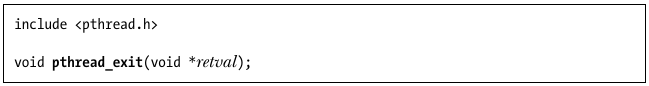 include <pthread.h>
void pthread_exit(void *retval);